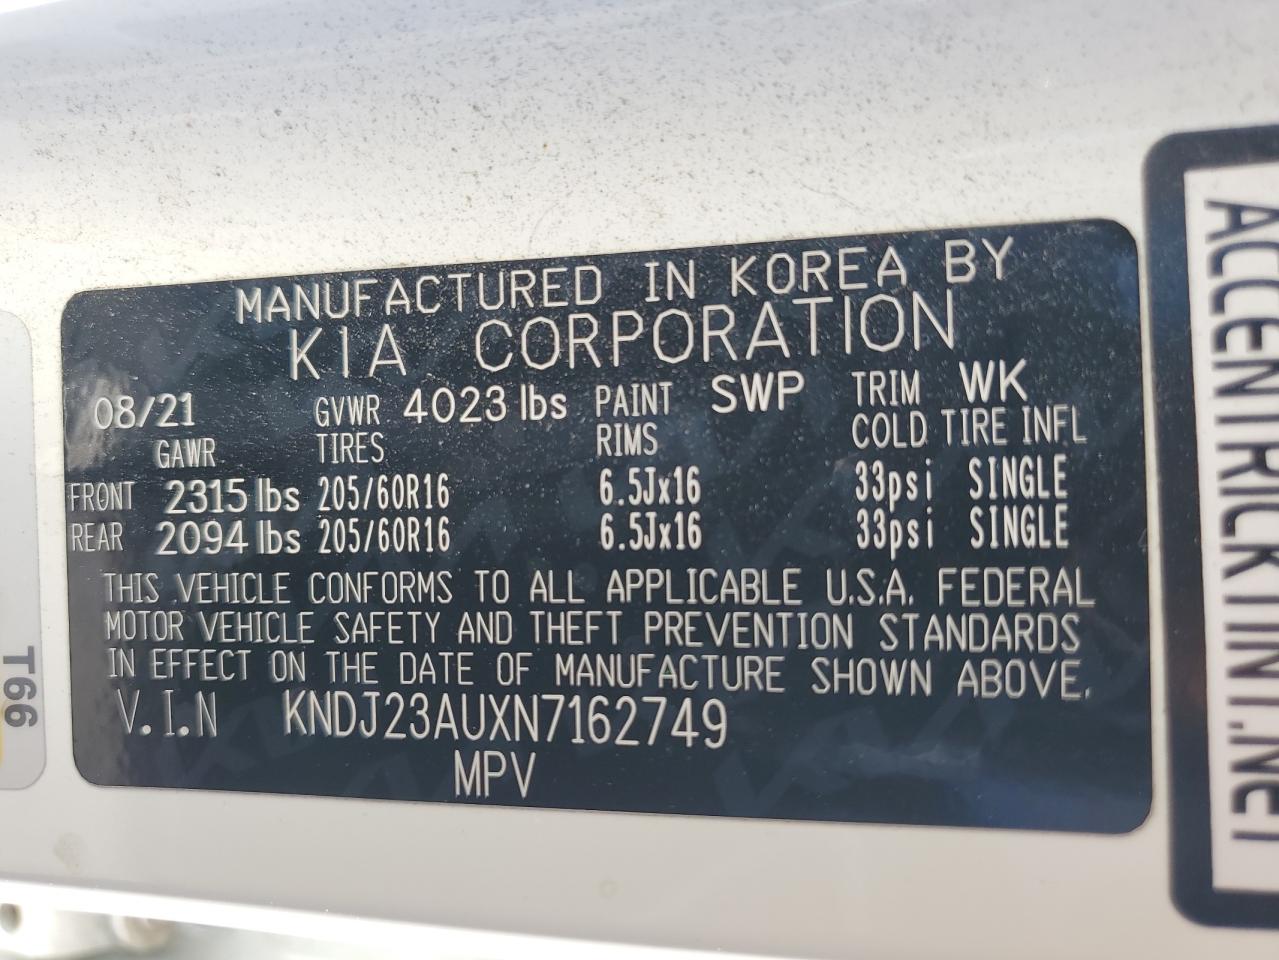 MANUFACTURED IN KOREA BY
KIA CORPORATION
08/21 GVWR 4023 lbs PAINT SWP TRIM WK
GAWR TIRES RIMS COLD TIRE INFL
FRONT 2315 lbs 205/60R16 6.5Jx16 33psi SINGLE
REAR 2094 lbs 205/60R16 6.5Jx16 33psi SINGLE
THIS VEHICLE CONFORMS TO ALL APPLICABLE U.S.A. FEDERAL
MOTOR VEHICLE SAFETY AND THEFT PREVENTION STANDARDS
IN EFFECT ON THE DATE OF MANUFACTURE SHOWN ABOVE.
V.I.N KNDJ23AUXN7162749
MPV
T66